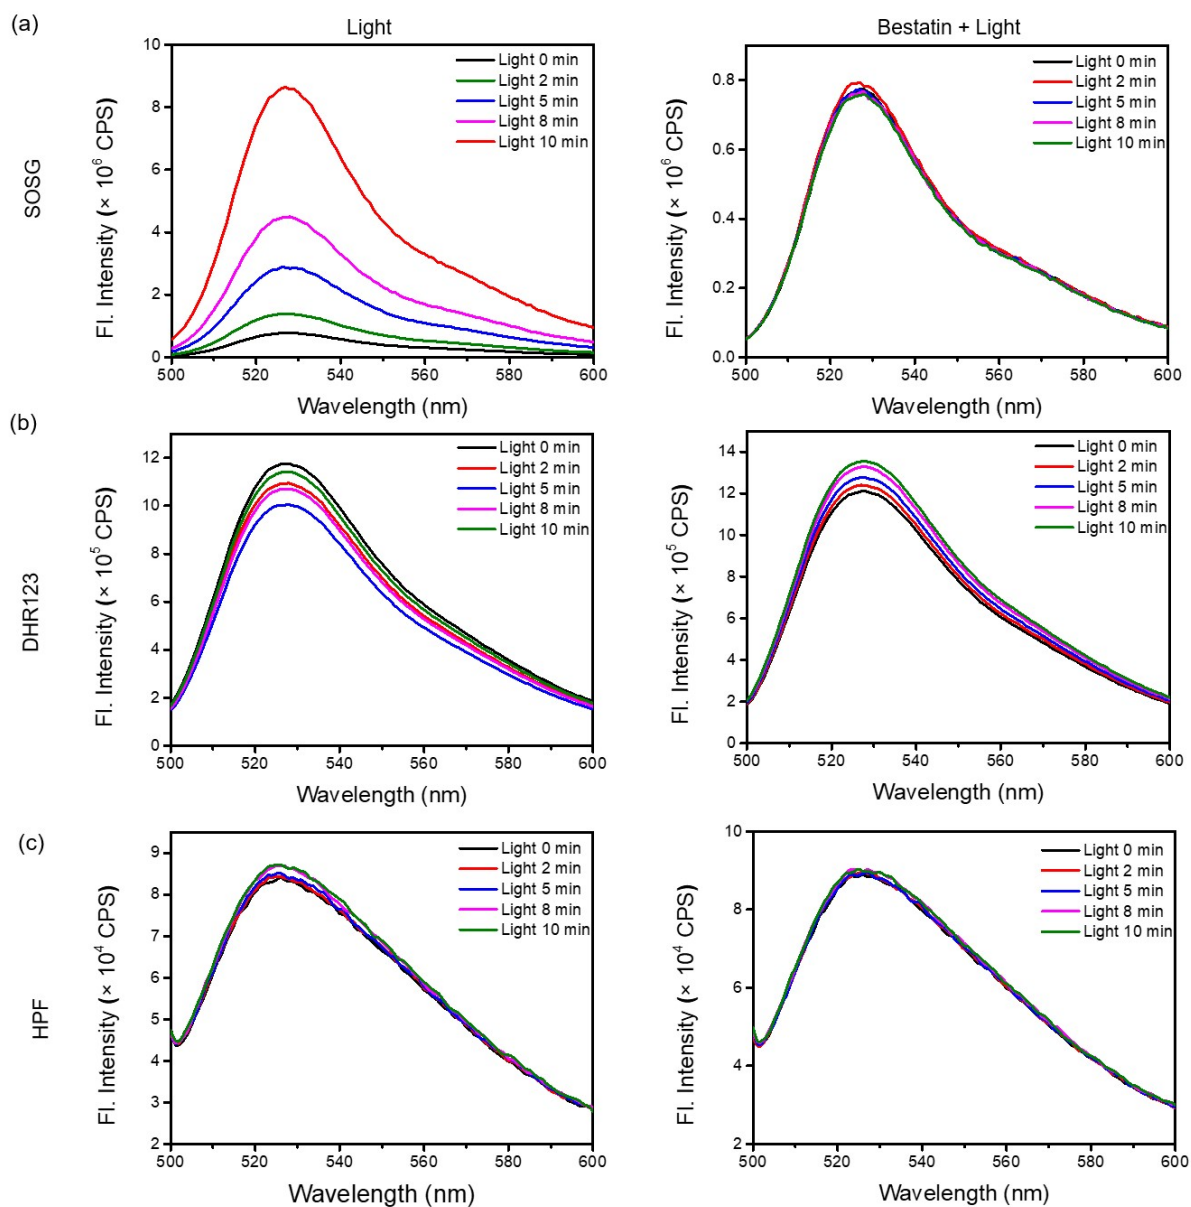 (a)
Light
Bestatin + Light
SOSG
Fl. Intensity (× 10⁶ CPS)
10
8
6
4
2
0
Light 0 min
Light 2 min
Light 5 min
Light 8 min
Light 10 min
500 520 540 560 580 600
Wavelength (nm)
Fl. Intensity (× 10⁶ CPS)
0.8
0.6
0.4
0.2
0.0
Light 0 min
Light 2 min
Light 5 min
Light 8 min
Light 10 min
500 520 540 560 580 600
Wavelength (nm)
(b)
DHR123
Fl. Intensity (× 10⁵ CPS)
12
10
8
6
4
2
0
Light 0 min
Light 2 min
Light 5 min
Light 8 min
Light 10 min
500 520 540 560 580 600
Wavelength (nm)
Fl. Intensity (× 10⁵ CPS)
14
12
10
8
6
4
2
0
Light 0 min
Light 2 min
Light 5 min
Light 8 min
Light 10 min
500 520 540 560 580 600
Wavelength (nm)
(c)
HPF
Fl. Intensity (× 10⁴ CPS)
9
8
7
6
5
4
3
2
Light 0 min
Light 2 min
Light 5 min
Light 8 min
Light 10 min
500 520 540 560 580 600
Wavelength (nm)
Fl. Intensity (× 10⁴ CPS)
10
8
6
4
2
Light 0 min
Light 2 min
Light 5 min
Light 8 min
Light 10 min
500 520 540 560 580 600
Wavelength (nm)